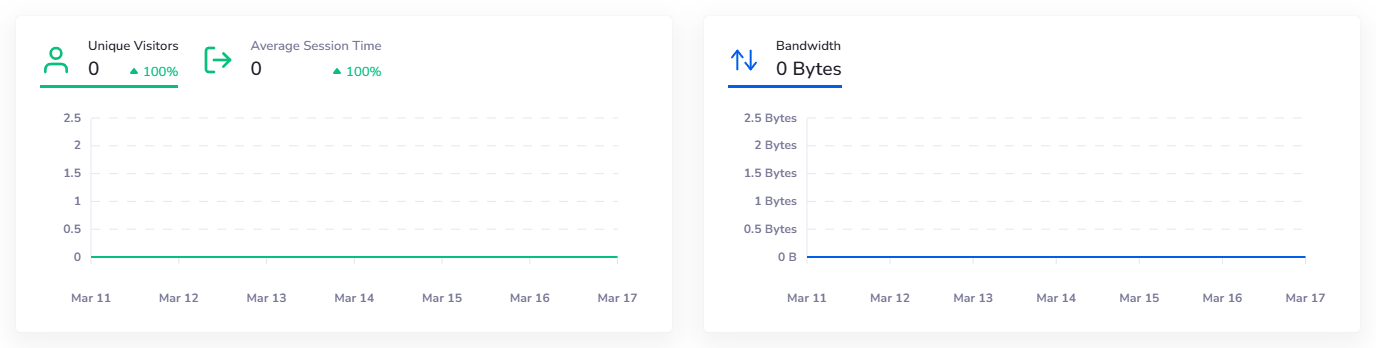 Unique Visitors
0 100%
Average Session Time
0 100%
2.5
2
1.5
1
0.5
0
Mar 11 Mar 12 Mar 13 Mar 14 Mar 15 Mar 16 Mar 17
Bandwidth
0 Bytes
2.5 Bytes
2 Bytes
1.5 Bytes
1 Bytes
0.5 Bytes
0 B
Mar 11 Mar 12 Mar 13 Mar 14 Mar 15 Mar 16 Mar 17